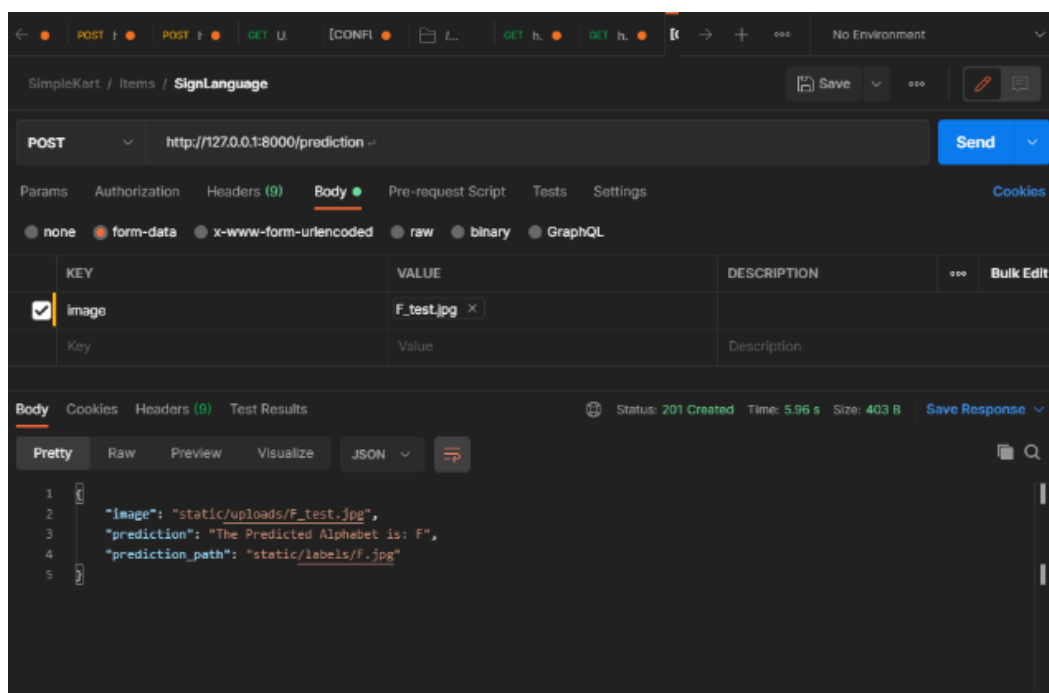 POST POST GET U. [CONFL GET h. GET h. No Environment
SimpleKart / Items / SignLanguage Save
POST http://127.0.0.1:8000/prediction Send
Params Authorization Headers (9) Body Pre-request Script Tests Settings Cookies
none form-data x-www-form-urlencoded raw binary GraphQL
KEY VALUE DESCRIPTION Bulk Edit
image F_test.jpg
Key Value Description
Body Cookies Headers (9) Test Results Status: 201 Created Time: 5.96 s Size: 403 B Save Response
Pretty Raw Preview Visualize JSON
1 {
2 "image": "static/uploads/F_test.jpg",
3 "prediction": "The Predicted Alphabet is: F",
4 "prediction_path": "static/labels/F.jpg"
5 }